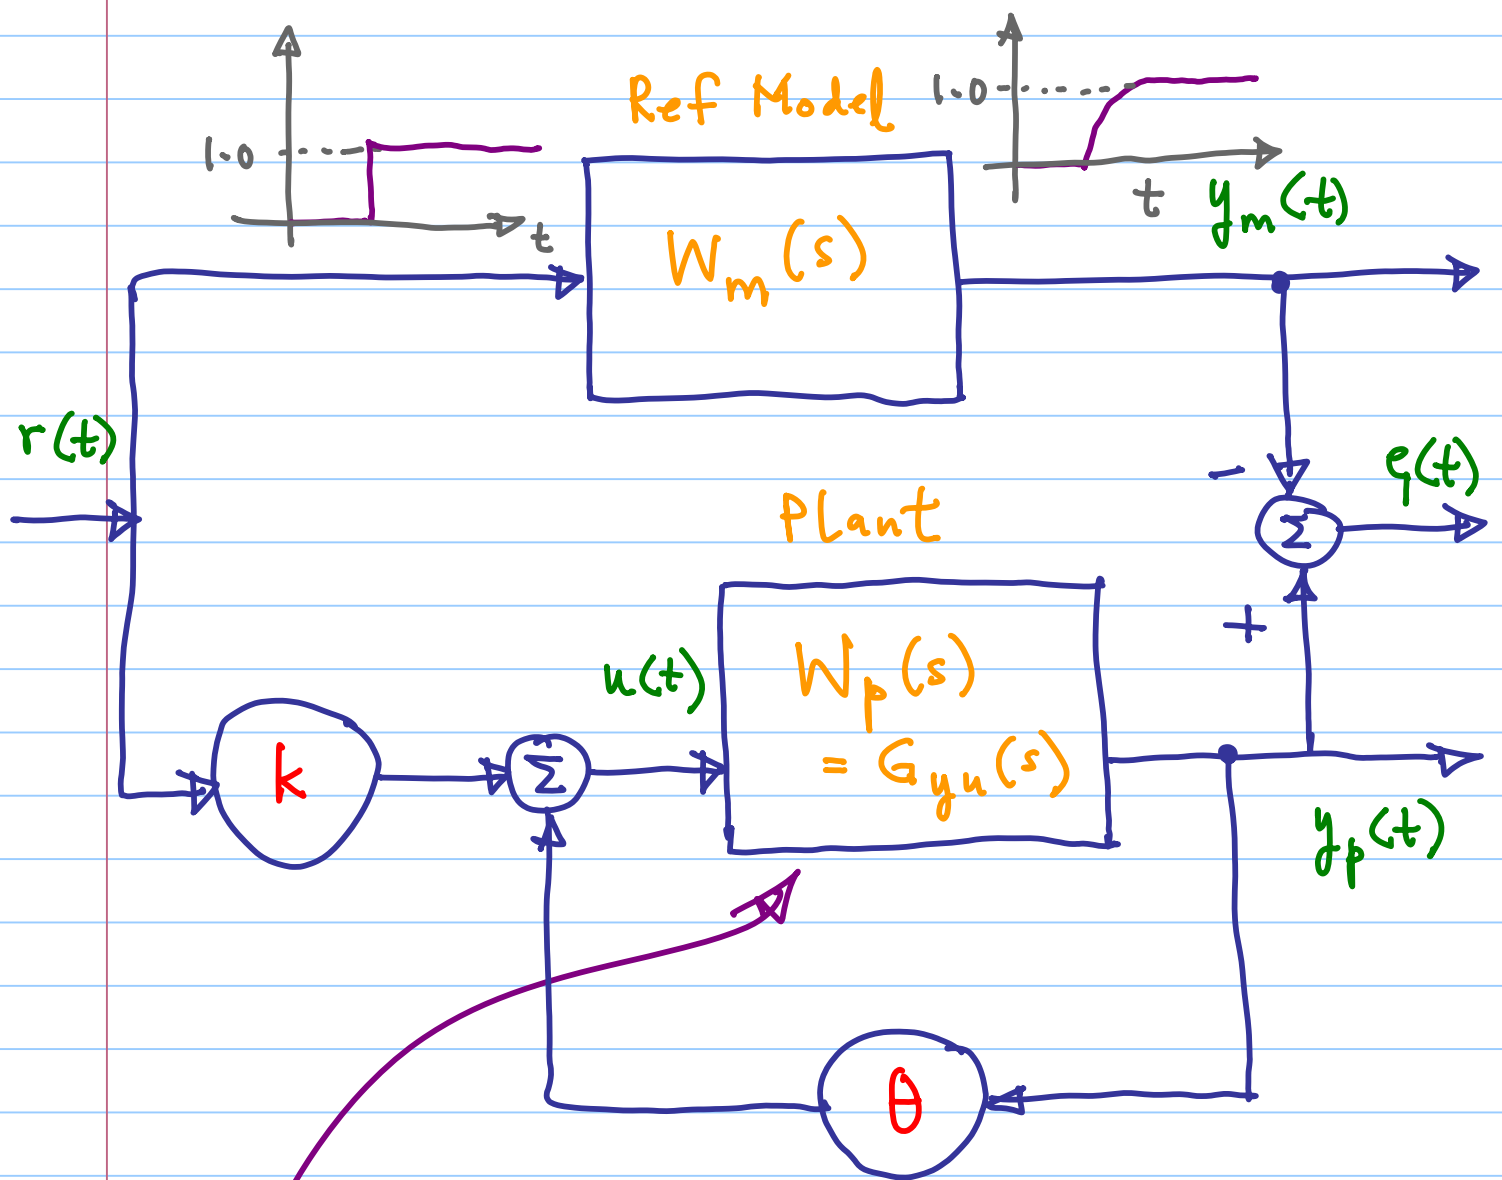 1.0
t
Ref Model
1.0
t
y_m(t)
W_m(s)
r(t)
-
e(t)
Plant
Σ
+
u(t)
W_p(s)
= G_yu(s)
k
Σ
y_p(t)
θ